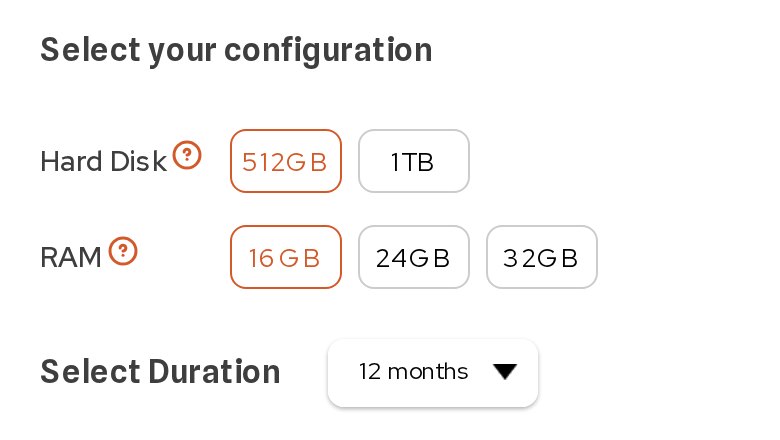 Select your configuration
Hard Disk ? 512GB 1TB
RAM ? 16GB 24GB 32GB
Select Duration 12 months